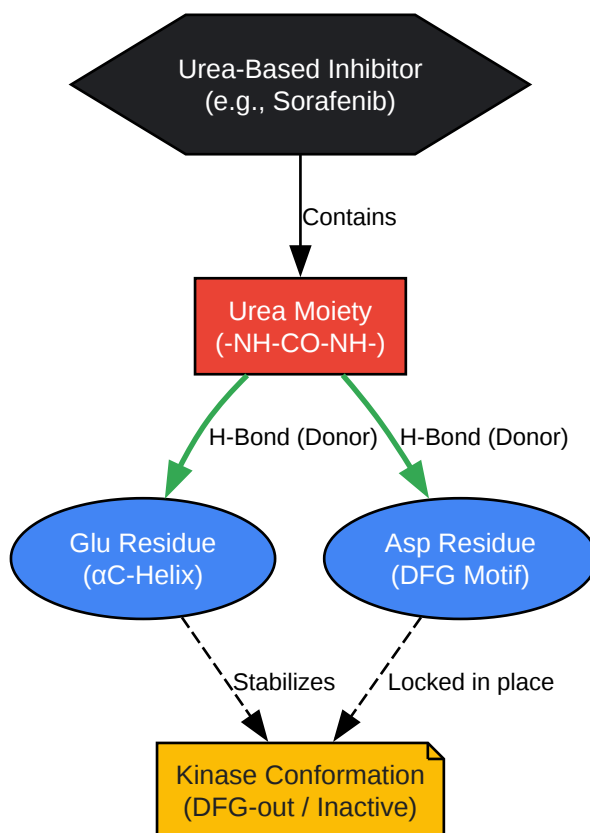 Urea-Based Inhibitor
(e.g., Sorafenib)
Contains
Urea Moiety
(-NH-CO-NH-)
H-Bond (Donor)
H-Bond (Donor)
Glu Residue
(αC-Helix)
Asp Residue
(DFG Motif)
Stabilizes
Locked in place
Kinase Conformation
(DFG-out / Inactive)